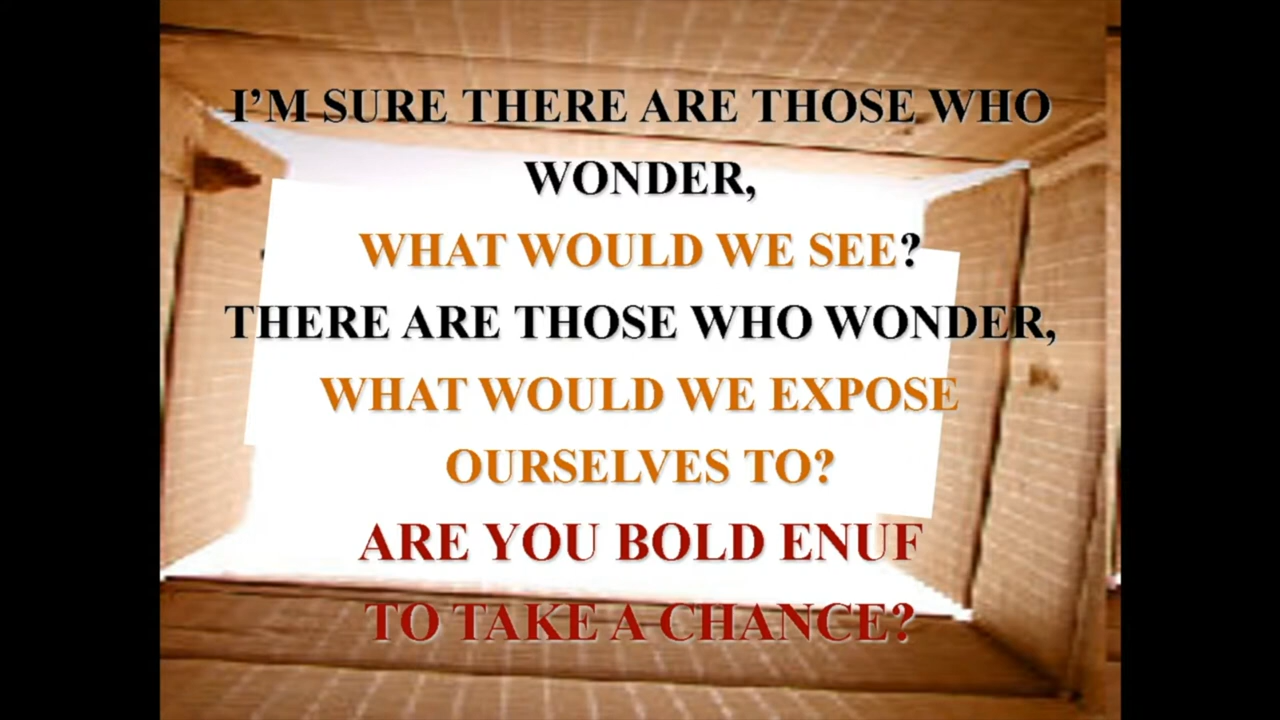 I’M SURE THERE ARE THOSE WHO
WONDER,
WHAT WOULD WE SEE?
THERE ARE THOSE WHO WONDER,
WHAT WOULD WE EXPOSE
OURSELVES TO?
ARE YOU BOLD ENUF
TO TAKE A CHANCE?